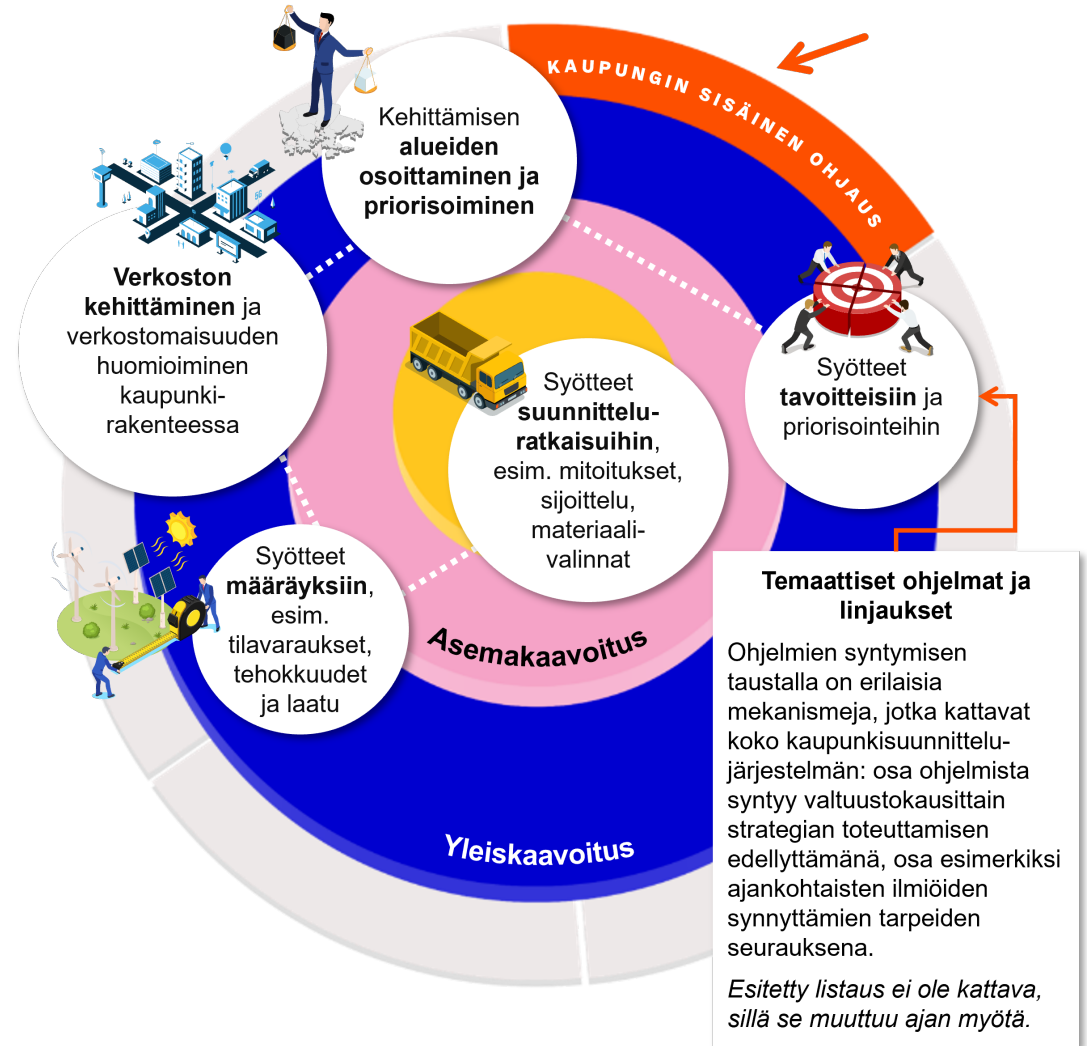 KAUPUNGIN SISÄINEN OHJAUS
Kehittämisen
alueiden
osoittaminen ja
priorisoiminen
Verkoston
kehittäminen ja
verkostomaisuuden
huomioiminen
kaupunki-
rakenteessa
Syötteet
tavoitteisiin ja
priorisointeihin
Syötteet
suunnittelu-
ratkaisuihin,
esim. mitoitukset,
sijoittelu,
materiaali-
valinnat
Syötteet
määräyksiin,
esim.
tilavaraukset,
tehokkuudet
ja laatu
Asemakaavoitus
Yleiskaavoitus
Temaattiset ohjelmat ja
linjaukset
Ohjelmien syntymisen
taustalla on erilaisia
mekanismeja, jotka kattavat
koko kaupunkisuunnittelu-
järjestelmän: osa ohjelmista
syntyy valtuustokausittain
strategian toteuttamisen
edellyttämänä, osa esimerkiksi
ajankohtaisten ilmiöiden
synnyttämien tarpeiden
seurauksena.
Esitetty listaus ei ole kattava,
sillä se muuttuu ajan myötä.